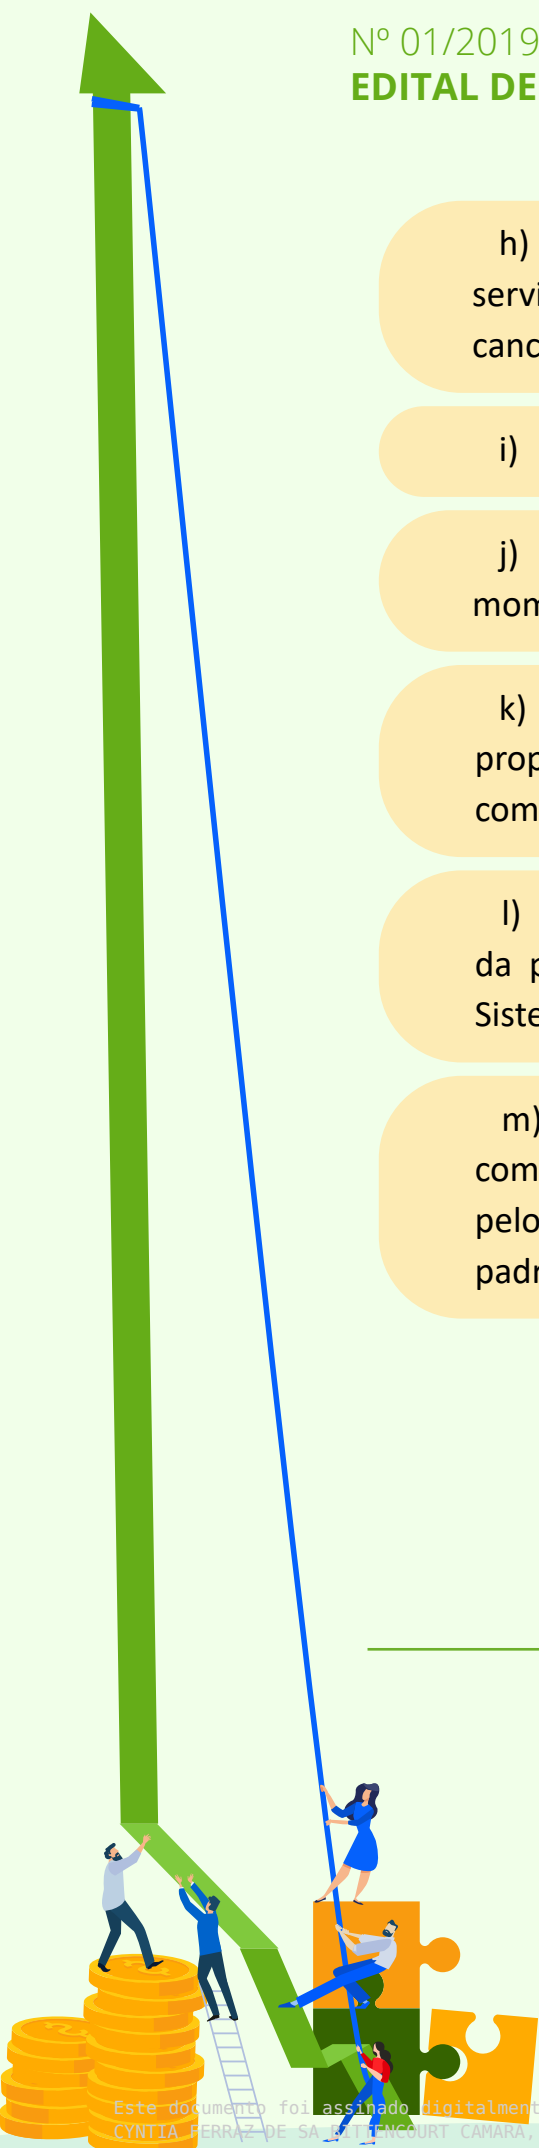 Nº 01/2019
EDITAL DE
h)
servi
canc
i)
j)
mom
k)
prop
com
l)
da p
Siste
m)
com
pelo
padr
Este documento foi assinado digitalment
CYNTIA FERRAZ DE SA BITTENCOURT CAMARA,